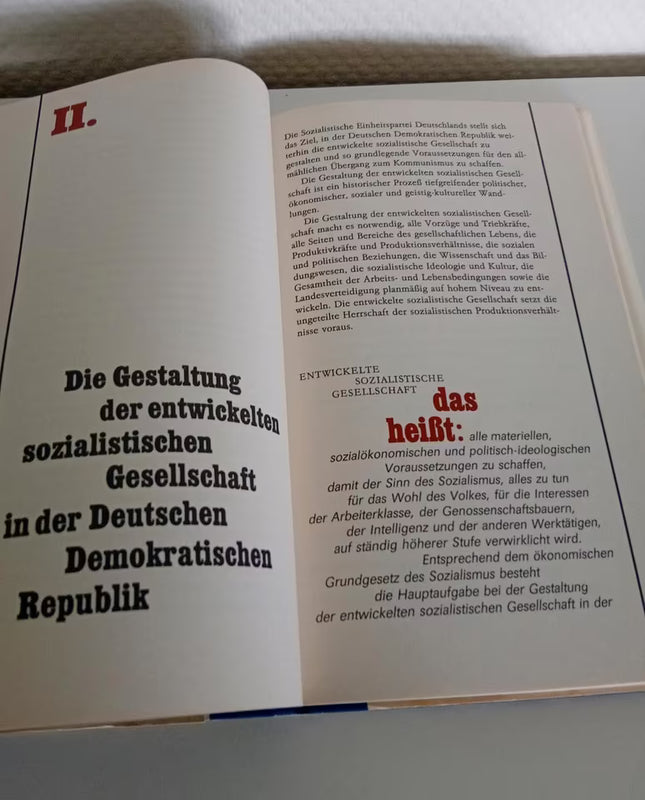 II.
Die Gestaltung
der entwickelten
sozialistischen
Gesellschaft
in der Deutschen
Demokratischen
Republik
Die Sozialistische Einheitspartei Deutschlands stellt sich
das Ziel, in der Deutschen Demokratischen Republik wei-
terhin die entwickelte sozialistische Gesellschaft zu
gestalten und so grundlegende Voraussetzungen für den all-
mählichen Übergang zum Kommunismus zu schaffen.
Die Gestaltung der entwickelten sozialistischen Gesell-
schaft ist ein historischer Prozeß tiefgreifender politischer,
ökonomischer, sozialer und geistig-kultureller Wand-
lungen.
Die Gestaltung der entwickelten sozialistischen Gesell-
schaft macht es notwendig, alle Vorzüge und Triebkräfte,
alle Seiten und Bereiche des gesellschaftlichen Lebens, die
Produktivkräfte und Produktionsverhältnisse, die sozialen
und politischen Beziehungen, die Wissenschaft und das Bil-
dungswesen, die sozialistische Ideologie und Kultur, die
Gesamtheit der Arbeits- und Lebensbedingungen sowie die
Landesverteidigung planmäßig auf hohem Niveau zu ent-
wickeln. Die entwickelte sozialistische Gesellschaft setzt die
ungeteilte Herrschaft der sozialistischen Produktionsverhält-
nisse voraus.
ENTWICKELTE
SOZIALISTISCHE
GESELLSCHAFT das
heißt: alle materiellen,
sozialökonomischen und politisch-ideologischen
Voraussetzungen zu schaffen,
damit der Sinn des Sozialismus, alles zu tun
für das Wohl des Volkes, für die Interessen
der Arbeiterklasse, der Genossenschaftsbauern,
der Intelligenz und der anderen Werktätigen,
auf ständig höherer Stufe verwirklicht wird.
Entsprechend dem ökonomischen
Grundgesetz des Sozialismus besteht
die Hauptaufgabe bei der Gestaltung
der entwickelten sozialistischen Gesellschaft in der